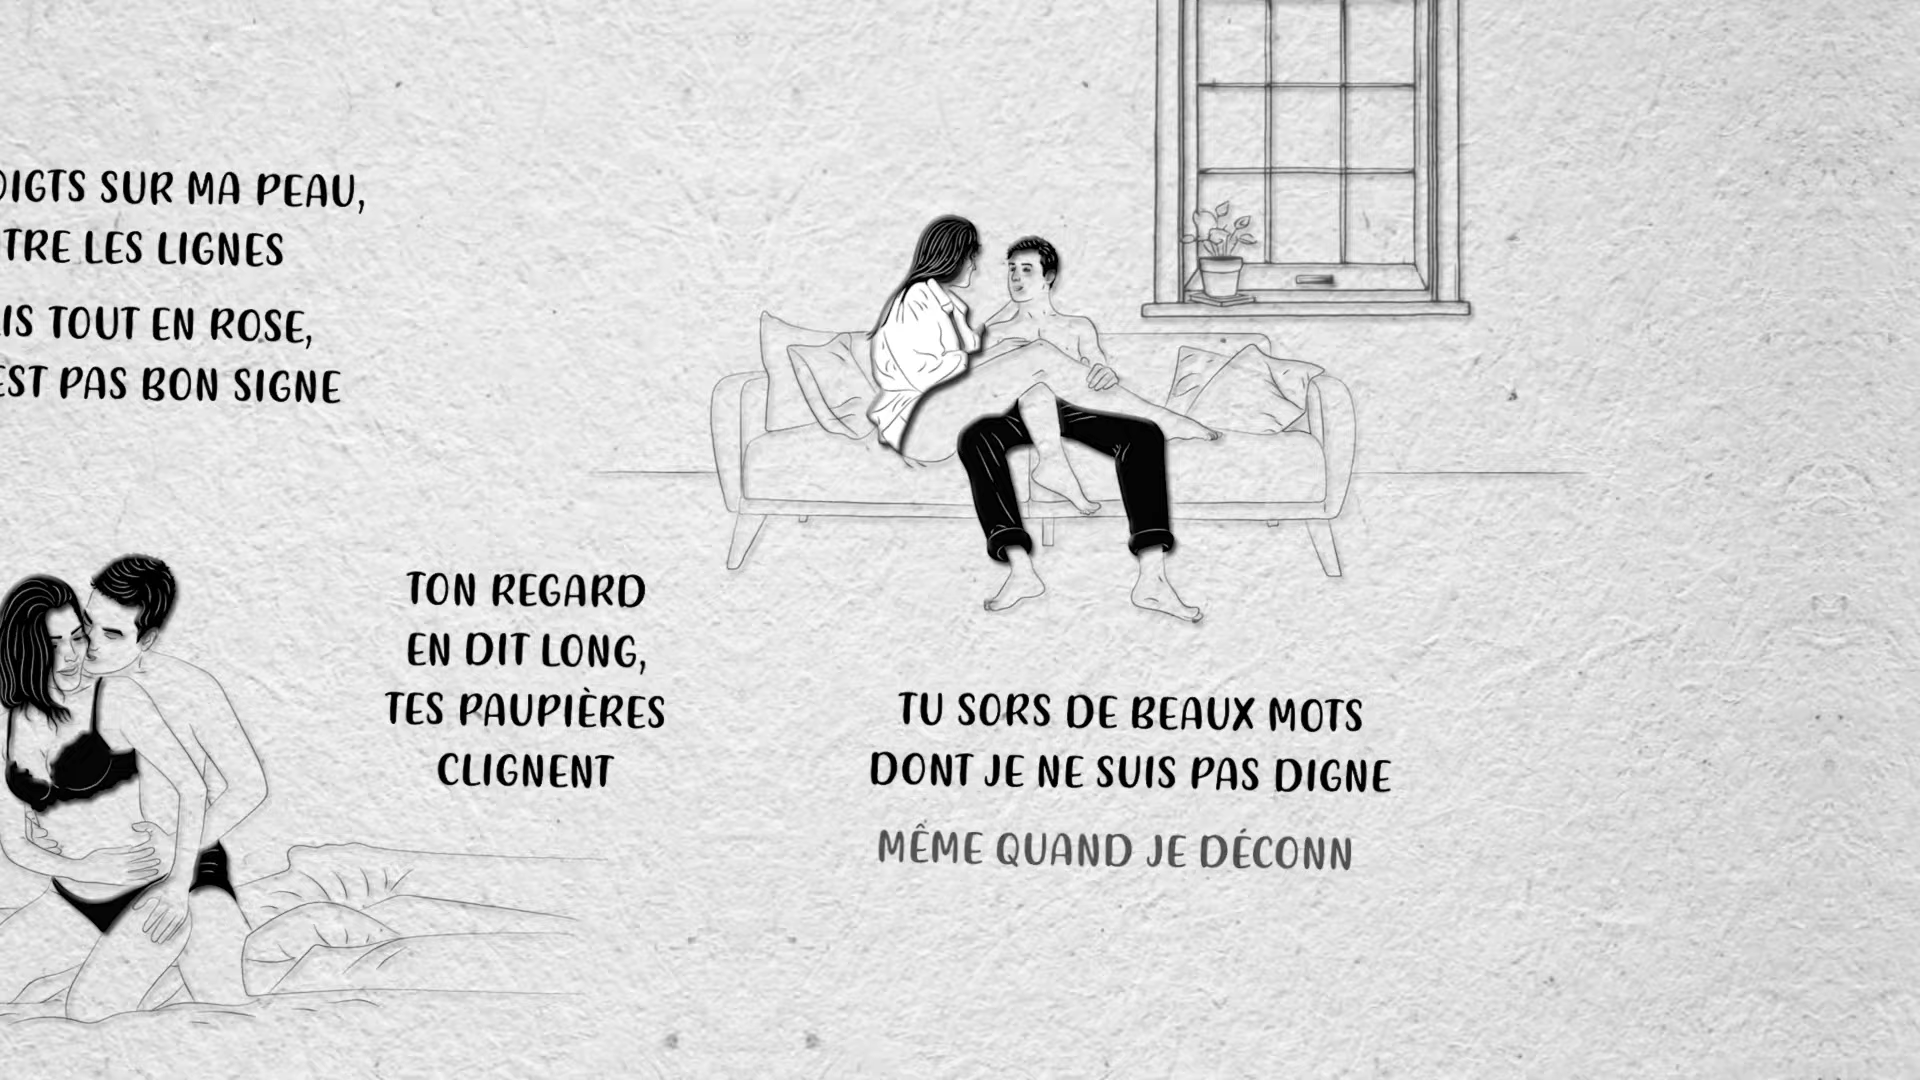 DIGTS SUR MA PEAU,
TRE LES LIGNES
IS TOUT EN ROSE,
EST PAS BON SIGNE
TON REGARD
EN DIT LONG,
TES PAUPIÈRES
CLIGNENT
TU SORS DE BEAUX MOTS
DONT JE NE SUIS PAS DIGNE
MÊME QUAND JE DÉCONN